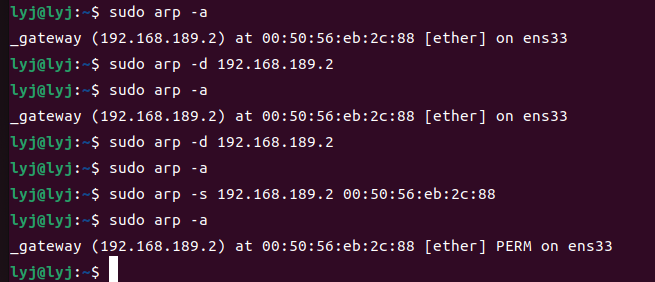 lyj@lyj:~$ sudo arp -a
_gateway (192.168.189.2) at 00:50:56:eb:2c:88 [ether] on ens33
lyj@lyj:~$ sudo arp -d 192.168.189.2
lyj@lyj:~$ sudo arp -a
_gateway (192.168.189.2) at 00:50:56:eb:2c:88 [ether] on ens33
lyj@lyj:~$ sudo arp -d 192.168.189.2
lyj@lyj:~$ sudo arp -a
lyj@lyj:~$ sudo arp -s 192.168.189.2 00:50:56:eb:2c:88
lyj@lyj:~$ sudo arp -a
_gateway (192.168.189.2) at 00:50:56:eb:2c:88 [ether] PERM on ens33
lyj@lyj:~$